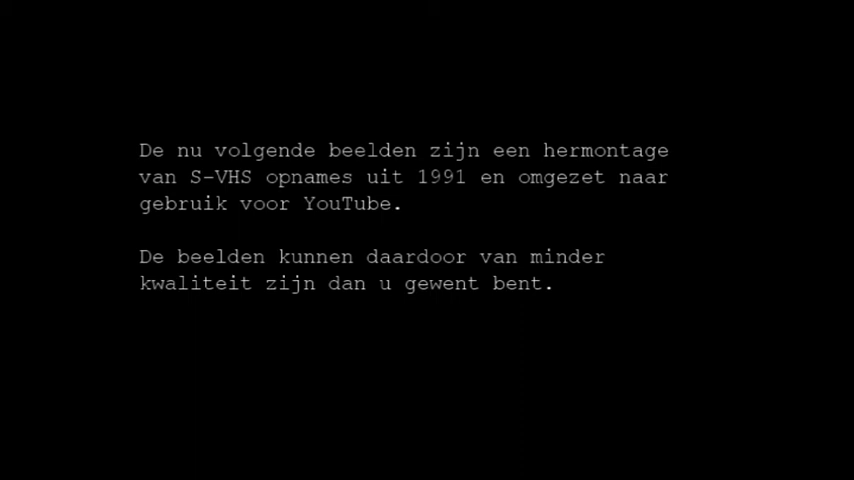 De nu volgende beelden zijn een hermontage
van S-VHS opnames uit 1991 en omgezet naar
gebruik voor YouTube.
De beelden kunnen daardoor van minder
kwaliteit zijn dan u gewent bent.